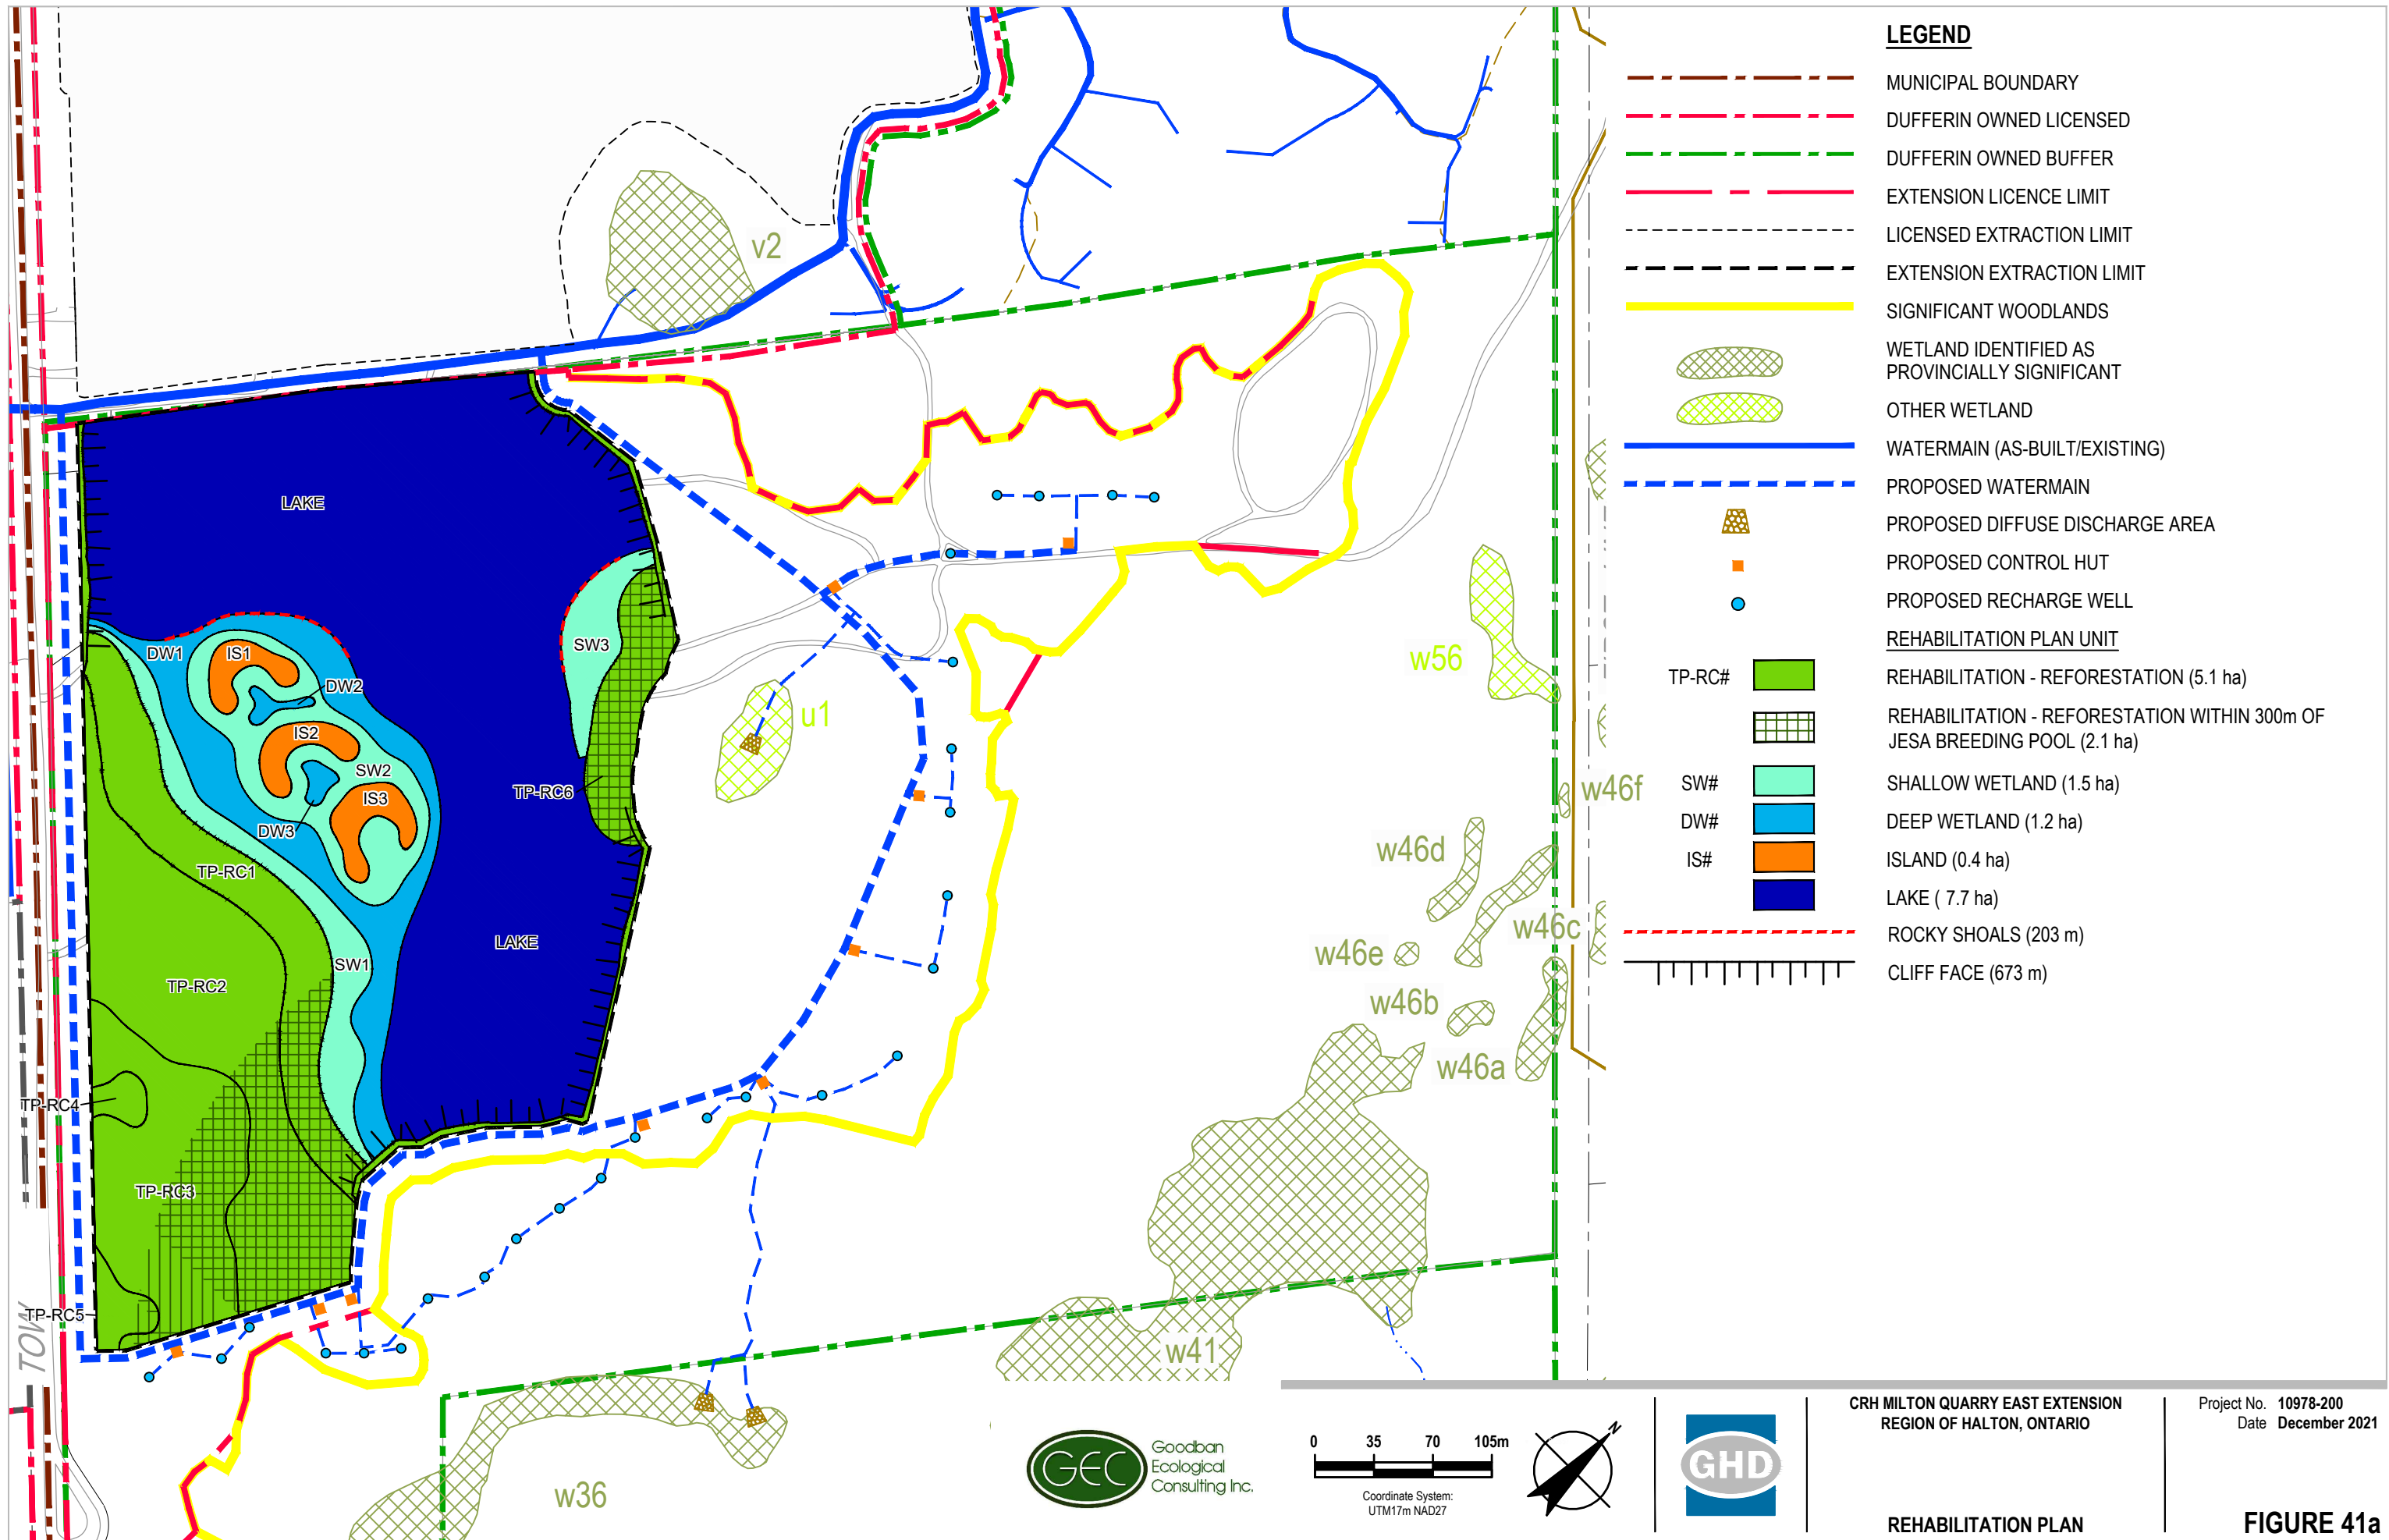 LEGEND
MUNICIPAL BOUNDARY
DUFFERIN OWNED LICENSED
DUFFERIN OWNED BUFFER
EXTENSION LICENCE LIMIT
LICENSED EXTRACTION LIMIT
EXTENSION EXTRACTION LIMIT
SIGNIFICANT WOODLANDS
WETLAND IDENTIFIED AS
PROVINCIALLY SIGNIFICANT
OTHER WETLAND
WATERMAIN (AS-BUILT/EXISTING)
PROPOSED WATERMAIN
PROPOSED DIFFUSE DISCHARGE AREA
PROPOSED CONTROL HUT
PROPOSED RECHARGE WELL
REHABILITATION PLAN UNIT
TP-RC# REHABILITATION - REFORESTATION (5.1 ha)
REHABILITATION - REFORESTATION WITHIN 300m OF
JESA BREEDING POOL (2.1 ha)
SW# SHALLOW WETLAND (1.5 ha)
DW# DEEP WETLAND (1.2 ha)
IS# ISLAND (0.4 ha)
LAKE ( 7.7 ha)
ROCKY SHOALS (203 m)
CLIFF FACE (673 m)
v2
LAKE
SW3
DW1
IS1
DW2
IS2
SW2
IS3
DW3
TP-RC6
TP-RC1
LAKE
SW1
TP-RC2
TP-RC4
TP-RC3
TP-RC5
TOW
u1
w56
w46f
w46d
w46c
w46e
w46b
w46a
w41
w36
GEC
Goodban
Ecological
Consulting Inc.
0 35 70 105m
Coordinate System:
UTM17m NAD27
N
GHD
CRH MILTON QUARRY EAST EXTENSION
REGION OF HALTON, ONTARIO
REHABILITATION PLAN
Project No. 10978-200
Date December 2021
FIGURE 41a